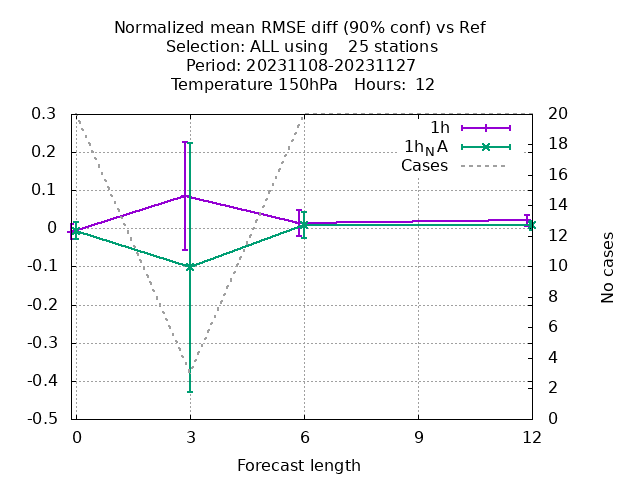 Normalized mean RMSE diff (90% conf) vs Ref
Selection: ALL using    25 stations
Period: 20231108-20231127
Temperature 150hPa   Hours:  12
0.3
0.2
0.1
0
-0.1
-0.2
-0.3
-0.4
-0.5
1h
1h_N A
Cases
20
18
16
14
12
10
8
6
4
2
0
No cases
0 3 6 9 12
Forecast length